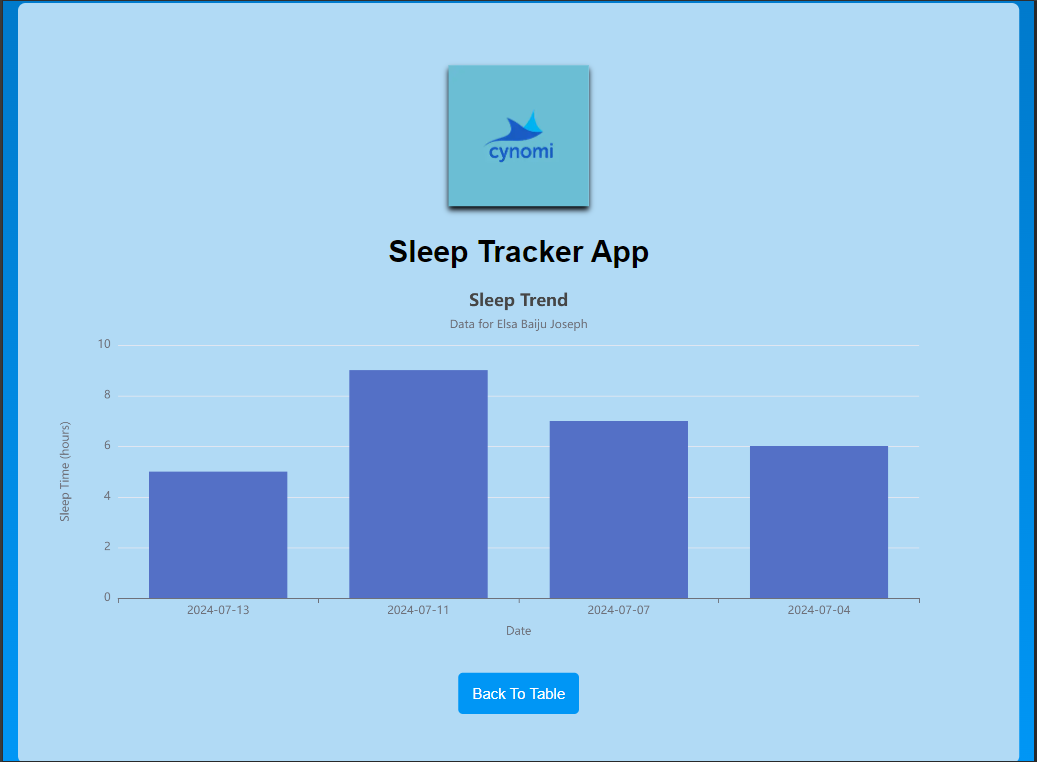 cynomi
Sleep Tracker App
Sleep Trend
Data for Elsa Baiju Joseph
10
8
6
4
2
0
Sleep Time (hours)
2024-07-13 2024-07-11 2024-07-07 2024-07-04
Date
Back To Table